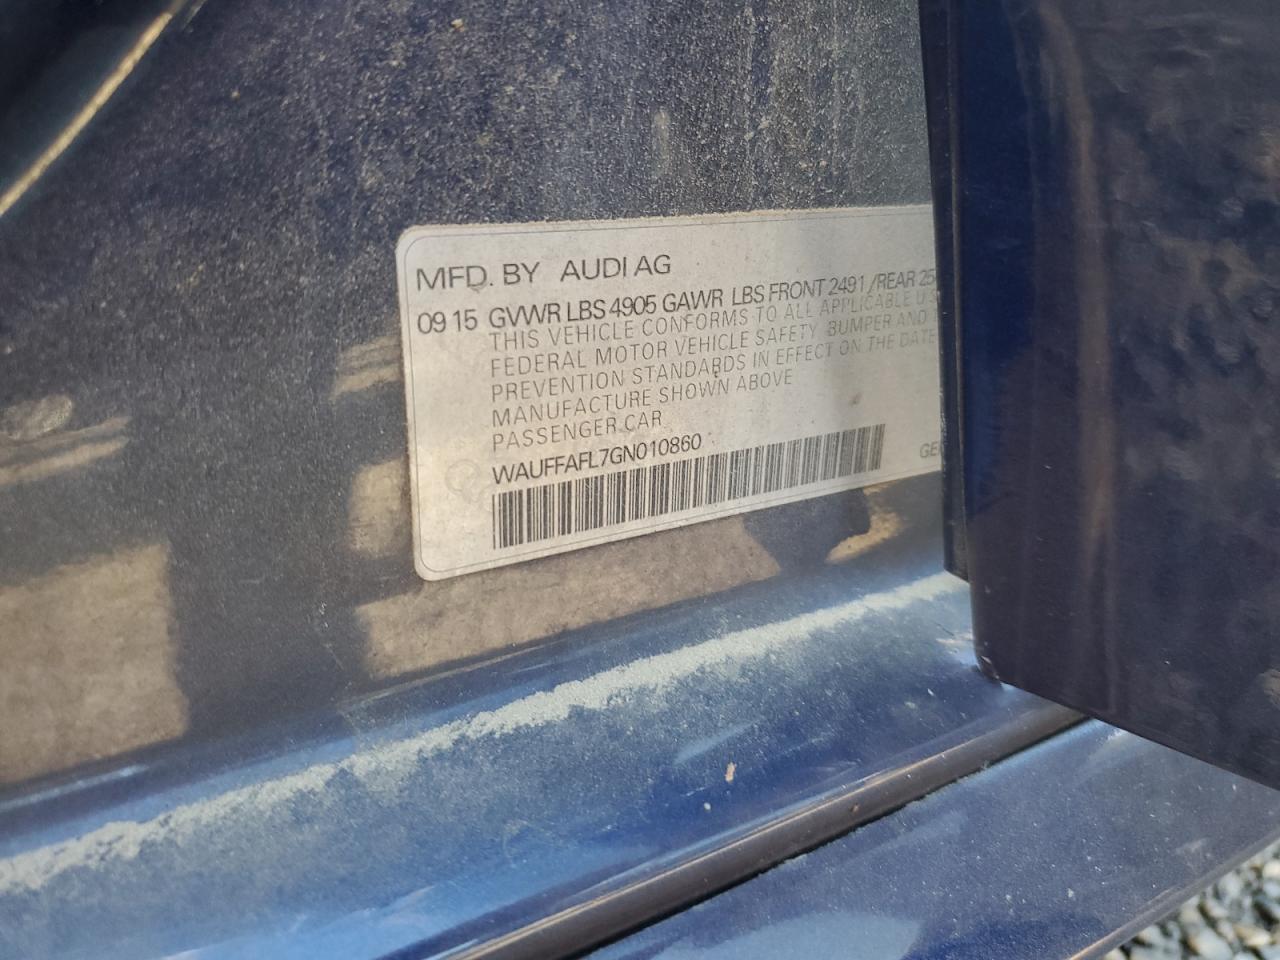 MFD. BY AUDI AG
09 15 GVWR LBS 4905 GAWR LBS FRONT 2491 /REAR 25
THIS VEHICLE CONFORMS TO ALL APPLICABLE U
FEDERAL MOTOR VEHICLE SAFETY BUMPER AND
PREVENTION STANDARDS IN EFFECT ON THE DATE
MANUFACTURE SHOWN ABOVE
PASSENGER CAR
WAUFFAFL7GN010860
GE